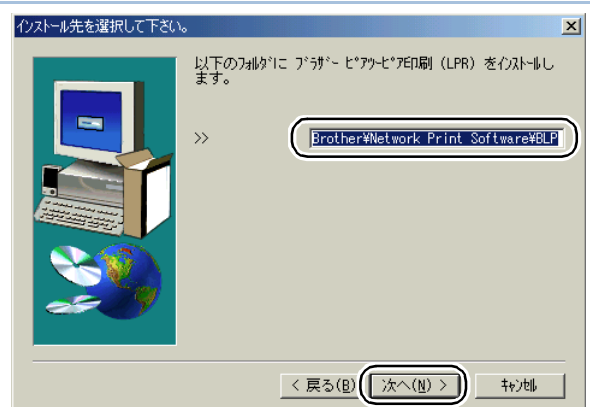 インストール先を選択して下さい。
以下のﾌｫﾙﾀﾞに ﾌﾞﾗｻﾞｰ ﾋﾟｱﾂｰﾋﾟｱ印刷 (LPR) をｲﾝｽﾄｰﾙし
ます。
>> Brother¥Network Print Software¥BLP
< 戻る(B) 次へ(N) > ｷｬﾝｾﾙ